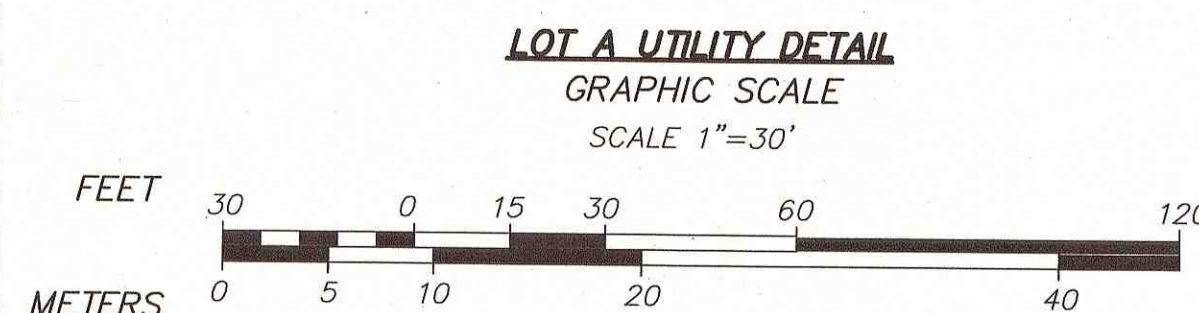 LOT A UTILITY DETAIL
GRAPHIC SCALE
SCALE 1"=30'
FEET
30 0 15 30 60 120
METERS
0 5 10 20 40